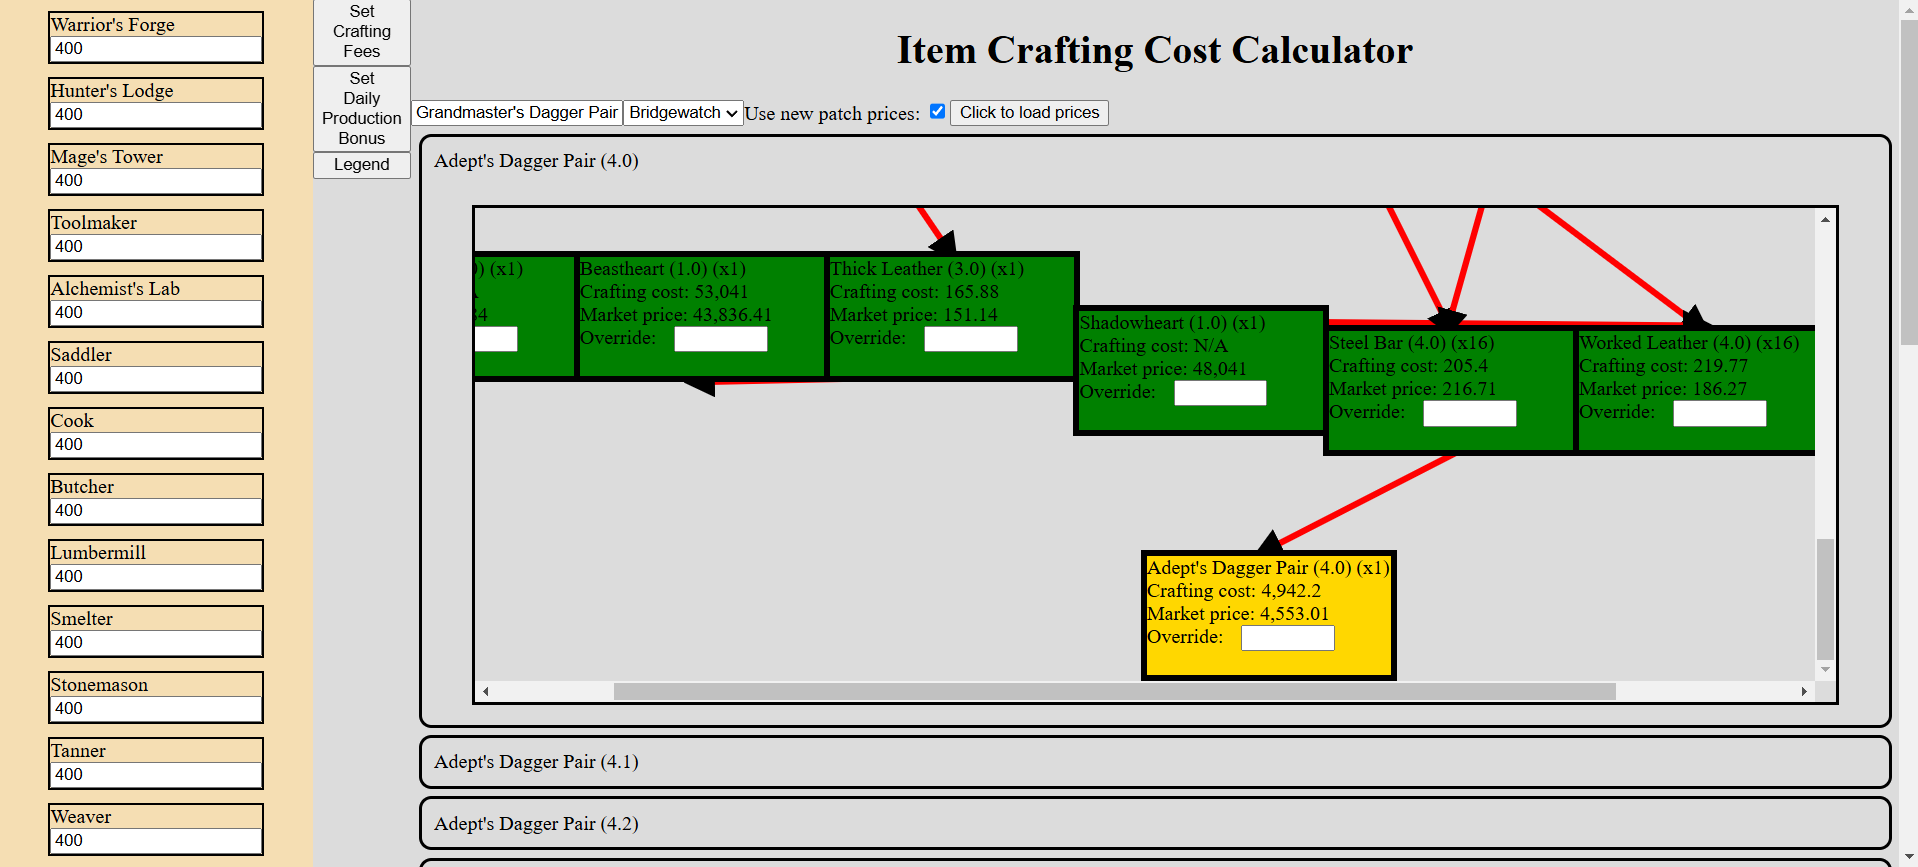 Warrior's Forge
400
Hunter's Lodge
400
Mage's Tower
400
Toolmaker
400
Alchemist's Lab
400
Saddler
400
Cook
400
Butcher
400
Lumbermill
400
Smelter
400
Stonemason
400
Tanner
400
Weaver
400
Set
Crafting
Fees
Set
Daily
Production
Bonus
Legend
Item Crafting Cost Calculator
Grandmaster's Dagger Pair Bridgewatch Use new patch prices: Click to load prices
Adept's Dagger Pair (4.0)
) (x1)
84
Beastheart (1.0) (x1)
Crafting cost: 53,041
Market price: 43,836.41
Override:
Thick Leather (3.0) (x1)
Crafting cost: 165.88
Market price: 151.14
Override:
Shadowheart (1.0) (x1)
Crafting cost: N/A
Market price: 48,041
Override:
Steel Bar (4.0) (x16)
Crafting cost: 205.4
Market price: 216.71
Override:
Worked Leather (4.0) (x16)
Crafting cost: 219.77
Market price: 186.27
Override:
Adept's Dagger Pair (4.0) (x1)
Crafting cost: 4,942.2
Market price: 4,553.01
Override:
Adept's Dagger Pair (4.1)
Adept's Dagger Pair (4.2)